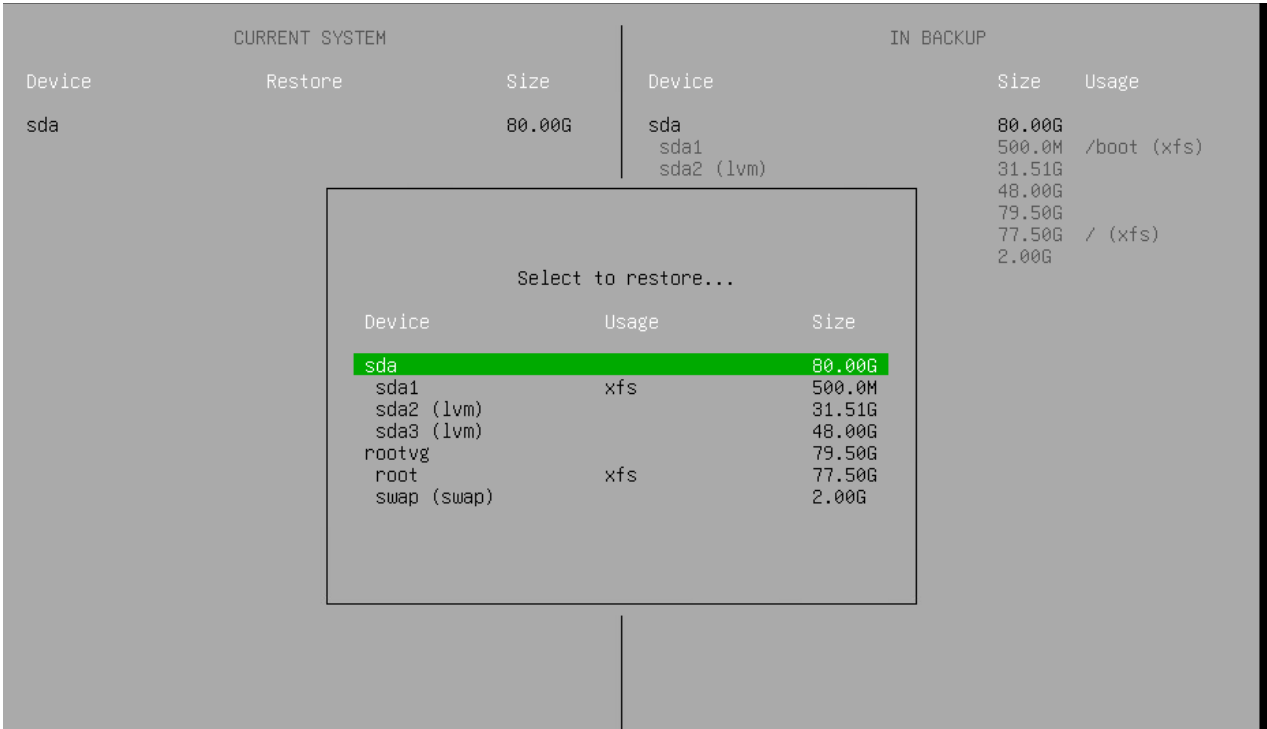 CURRENT SYSTEM
Device Restore Size
sda 80.00G
IN BACKUP
Device Size Usage
sda 80.00G
sda1 500.0M /boot (xfs)
sda2 (lvm) 31.51G
48.00G
79.50G
77.50G / (xfs)
2.00G
Select to restore...
Device Usage Size
sda 80.00G
sda1 xfs 500.0M
sda2 (lvm) 31.51G
sda3 (lvm) 48.00G
rootvg 79.50G
root xfs 77.50G
swap (swap) 2.00G